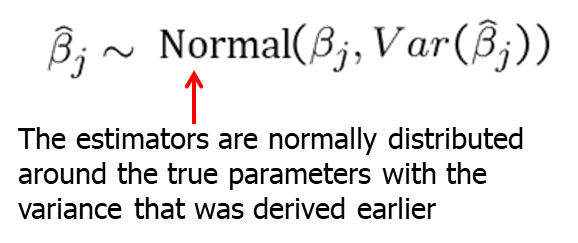 β̂ⱼ ~ Normal(βⱼ, Var(β̂ⱼ))
The estimators are normally distributed
around the true parameters with the
variance that was derived earlier